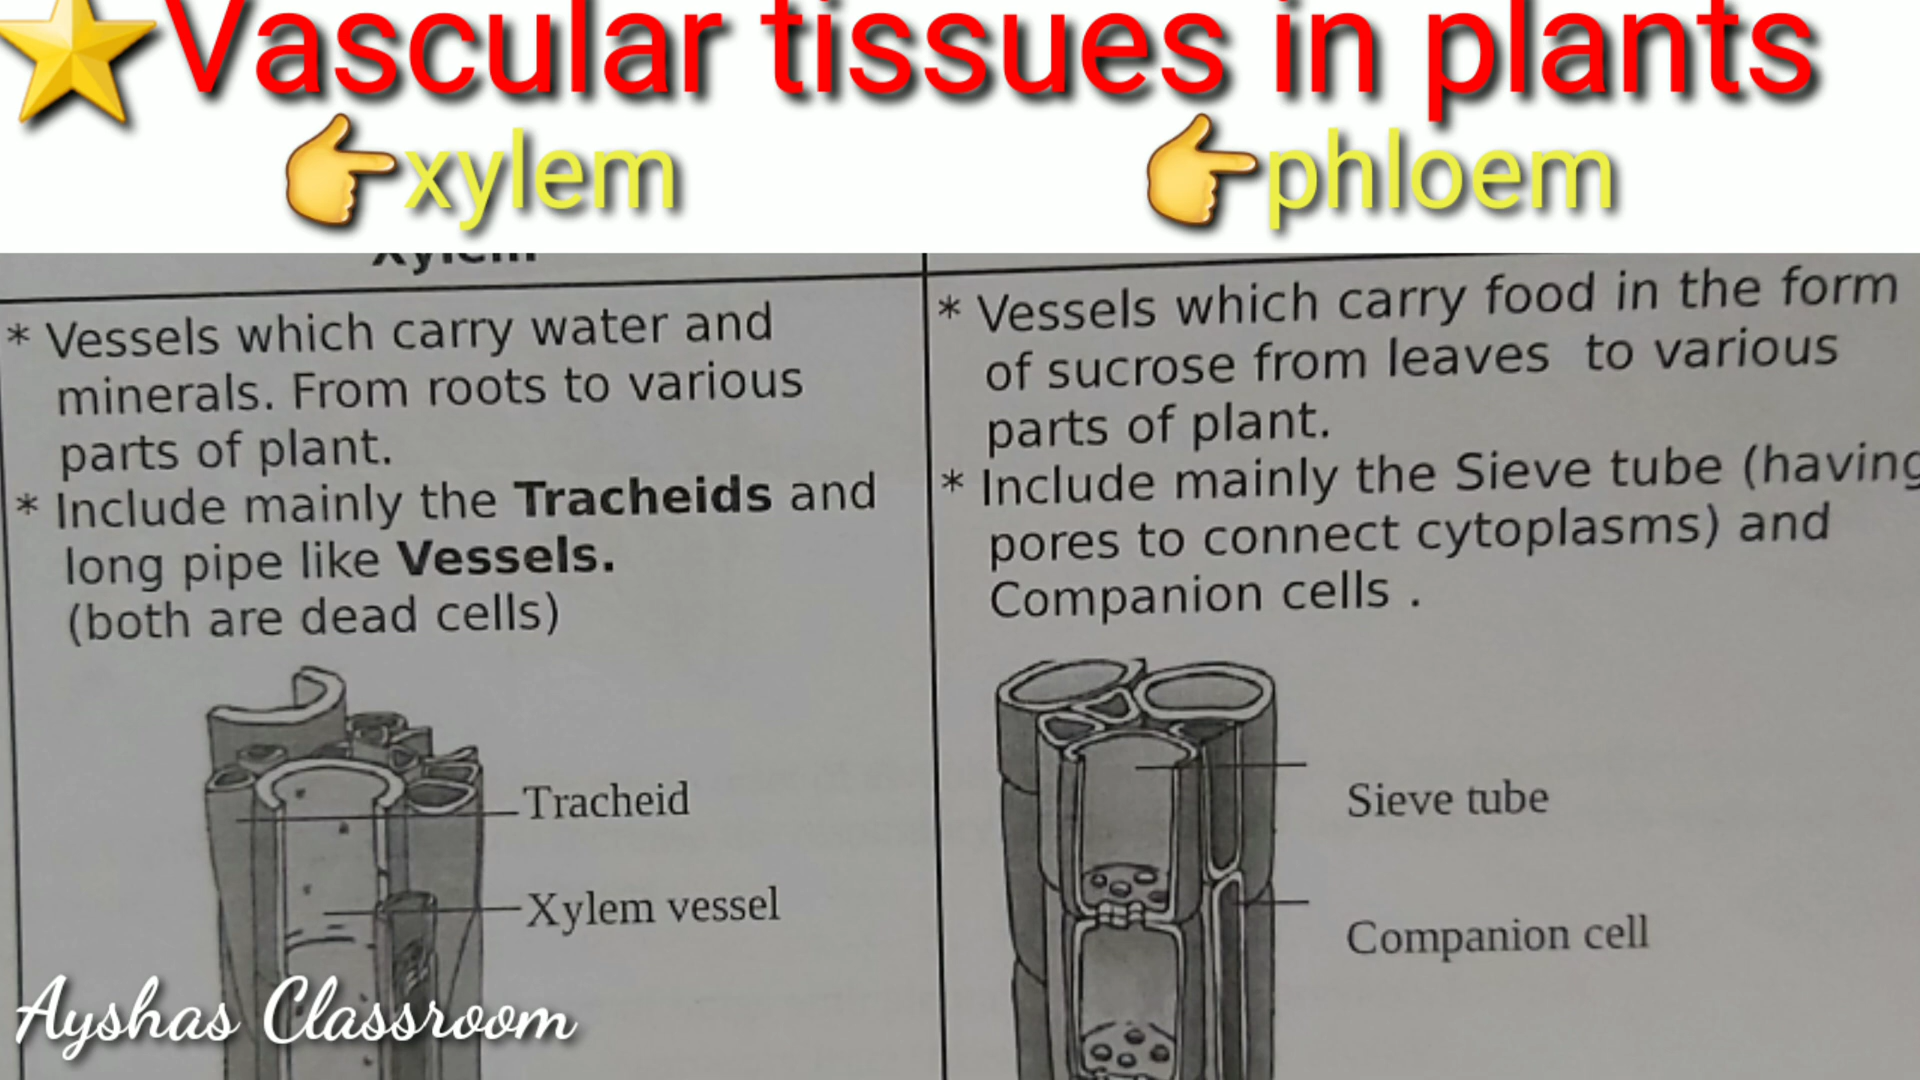 Vascular tissues in plants
xylem
phloem
Xylem
* Vessels which carry water and
minerals. From roots to various
parts of plant.
* Include mainly the Tracheids and
long pipe like Vessels.
(both are dead cells)
Tracheid
Xylem vessel
* Vessels which carry food in the form
of sucrose from leaves to various
parts of plant.
* Include mainly the Sieve tube (having
pores to connect cytoplasms) and
Companion cells .
Sieve tube
Companion cell
Ayshas Classroom